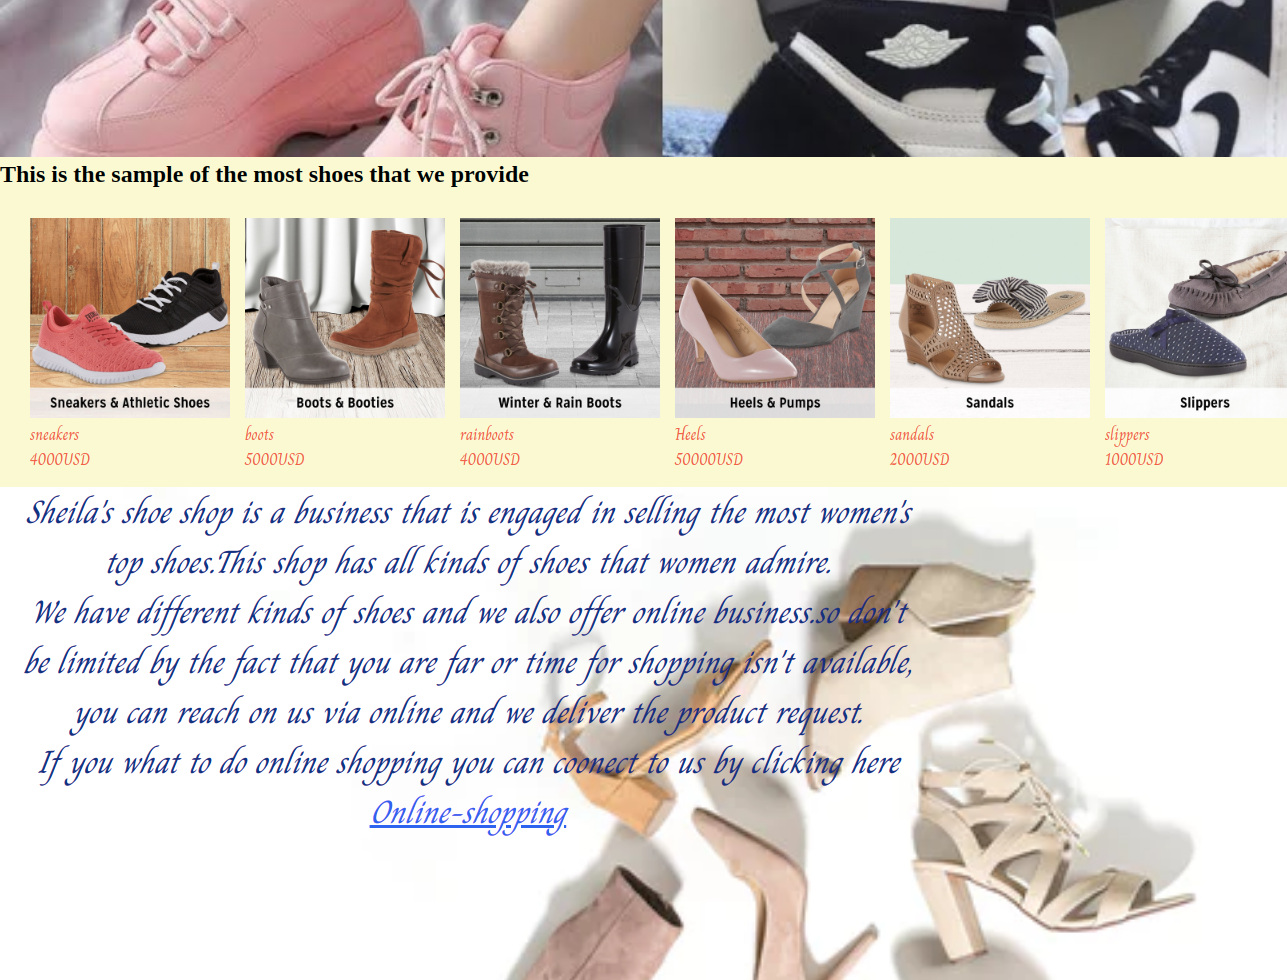 This is the sample of the most shoes that we provide
Sneakers & Athletic Shoes
Boots & Booties
Winter & Rain Boots
Heels & Pumps
Sandals
Slippers
sneakers
boots
rainboots
Heels
sandals
slippers
4000USD
5000USD
4000USD
50000USD
2000USD
1000USD
Sheila's shoe shop is a business that is engaged in selling the most women's
top shoes.This shop has all kinds of shoes that women admire.
We have different kinds of shoes and we also offer online business.so don't
be limited by the fact that you are far or time for shopping isn't available,
you can reach on us via online and we deliver the product request.
If you what to do online shopping you can coonect to us by clicking here
Online-shopping